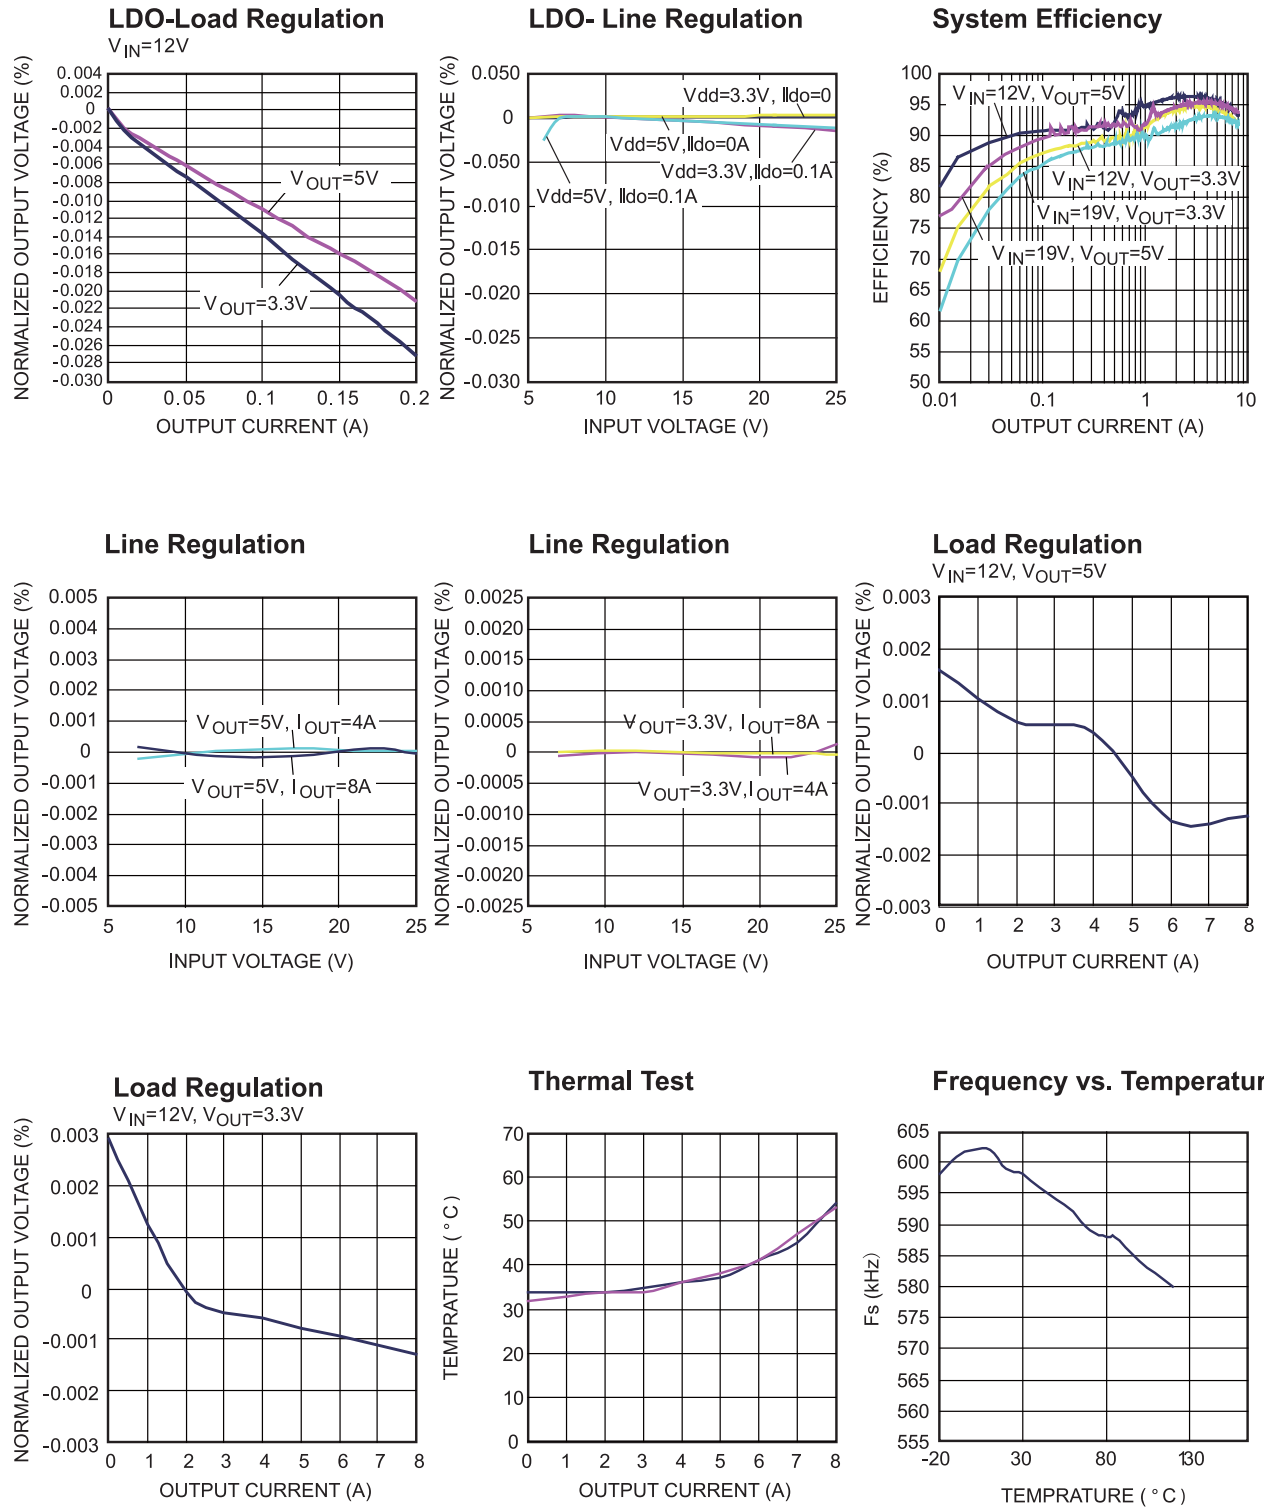 LDO-Load Regulation
VIN=12V
NORMALIZED OUTPUT VOLTAGE (%)
0.004
0.002
0
-0.002
-0.004
-0.006
-0.008
-0.010
-0.012
-0.014
-0.016
-0.018
-0.020
-0.022
-0.024
-0.026
-0.028
-0.030
VOUT=5V
VOUT=3.3V
0 0.05 0.1 0.15 0.2
OUTPUT CURRENT (A)
LDO- Line Regulation
NORMALIZED OUTPUT VOLTAGE (%)
0.050
0
-0.050
-0.010
-0.015
-0.020
-0.025
-0.030
Vdd=3.3V, Ildo=0
Vdd=5V,Ildo=0A
Vdd=3.3V,Ildo=0.1A
Vdd=5V, Ildo=0.1A
5 10 15 20 25
INPUT VOLTAGE (V)
System Efficiency
EFFICIENCY (%)
100
95
90
85
80
75
70
65
60
55
50
VIN=12V, VOUT=5V
VIN=12V, VOUT=3.3V
VIN=19V, VOUT=3.3V
VIN=19V, VOUT=5V
0.01 0.1 1 10
OUTPUT CURRENT (A)
Line Regulation
NORMALIZED OUTPUT VOLTAGE (%)
0.005
0.004
0.003
0.002
0.001
0
-0.001
-0.002
-0.003
-0.004
-0.005
VOUT=5V, IOUT=4A
VOUT=5V, IOUT=8A
5 10 15 20 25
INPUT VOLTAGE (V)
Line Regulation
NORMALIZED OUTPUT VOLTAGE (%)
0.0025
0.0020
0.0015
0.0010
0.0005
0
-0.0005
-0.0010
-0.0015
-0.0020
-0.0025
VOUT=3.3V, IOUT=8A
VOUT=3.3V,IOUT=4A
5 10 15 20 25
INPUT VOLTAGE (V)
Load Regulation
VIN=12V, VOUT=5V
NORMALIZED OUTPUT VOLTAGE (%)
0.003
0.002
0.001
0
-0.001
-0.002
-0.003
0 1 2 3 4 5 6 7 8
OUTPUT CURRENT (A)
Load Regulation
VIN=12V, VOUT=3.3V
NORMALIZED OUTPUT VOLTAGE (%)
0.003
0.002
0.001
0
-0.001
-0.002
-0.003
0 1 2 3 4 5 6 7 8
OUTPUT CURRENT (A)
Thermal Test
TEMPRATURE ( °C)
70
60
50
40
30
20
10
0
0 1 2 3 4 5 6 7 8
OUTPUT CURRENT (A)
Frequency vs. Temperatur
Fs (kHz)
605
600
595
590
585
580
575
570
565
560
555
-20 30 80 130
TEMPRATURE ( °C)